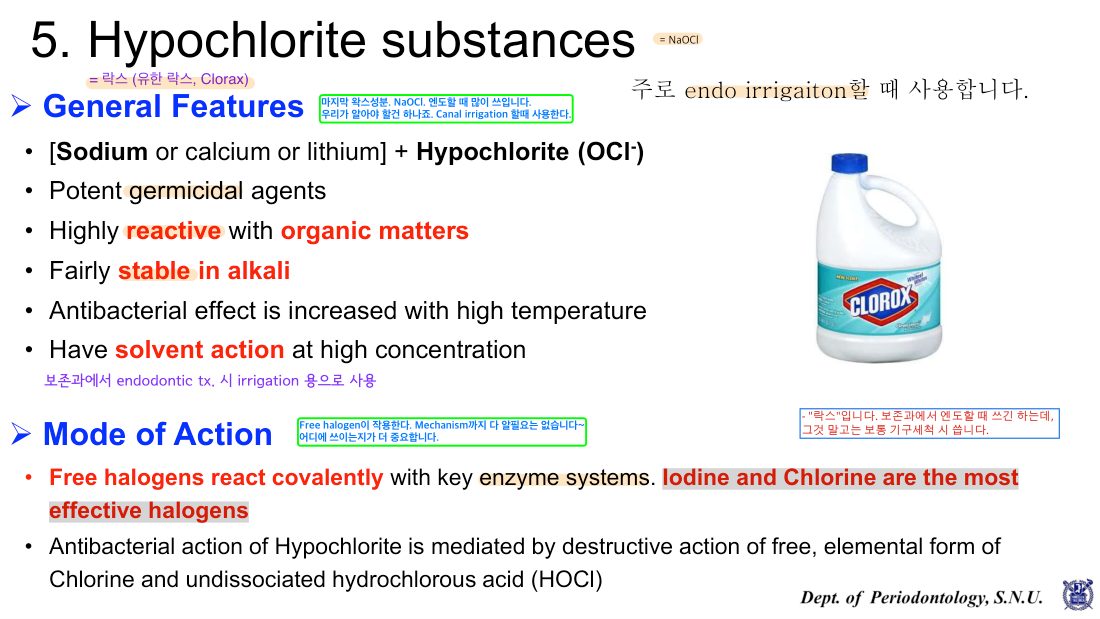 5. Hypochlorite substances
= NaOCl
= 락스 (유한 락스, Clorax)
주로 endo irrigaiton할 때 사용합니다.
➢ General Features
마지막 왁스성분. NaOCl. 엔도할 때 많이 쓰입니다.
우리가 알아야 할건 하나죠. Canal irrigation 할때 사용한다.
• [Sodium or calcium or lithium] + Hypochlorite (OCl-)
• Potent germicidal agents
• Highly reactive with organic matters
• Fairly stable in alkali
• Antibacterial effect is increased with high temperature
• Have solvent action at high concentration
보존과에서 endodontic tx. 시 irrigation 용으로 사용
CLOROX
- "락스"입니다. 보존과에서 엔도할 때 쓰긴 하는데,
그것 말고는 보통 기구세척 시 씁니다.
➢ Mode of Action
Free halogen이 작용한다. Mechanism까지 다 알필요는 없습니다~
어디에 쓰이는지가 더 중요합니다.
• Free halogens react covalently with key enzyme systems. Iodine and Chlorine are the most
effective halogens
• Antibacterial action of Hypochlorite is mediated by destructive action of free, elemental form of
Chlorine and undissociated hydrochlorous acid (HOCl)
Dept. of Periodontology, S.N.U.